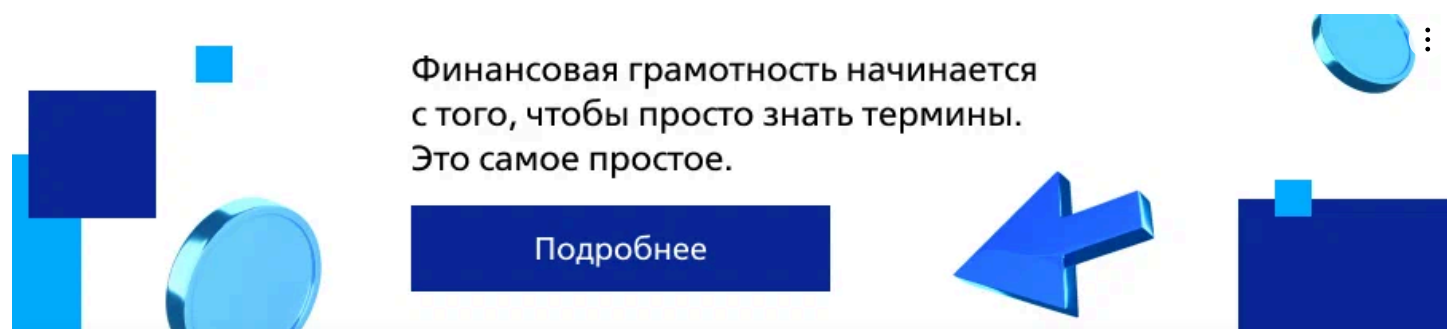 Финансовая грамотность начинается
с того, чтобы просто знать термины.
Это самое простое.
Подробнее